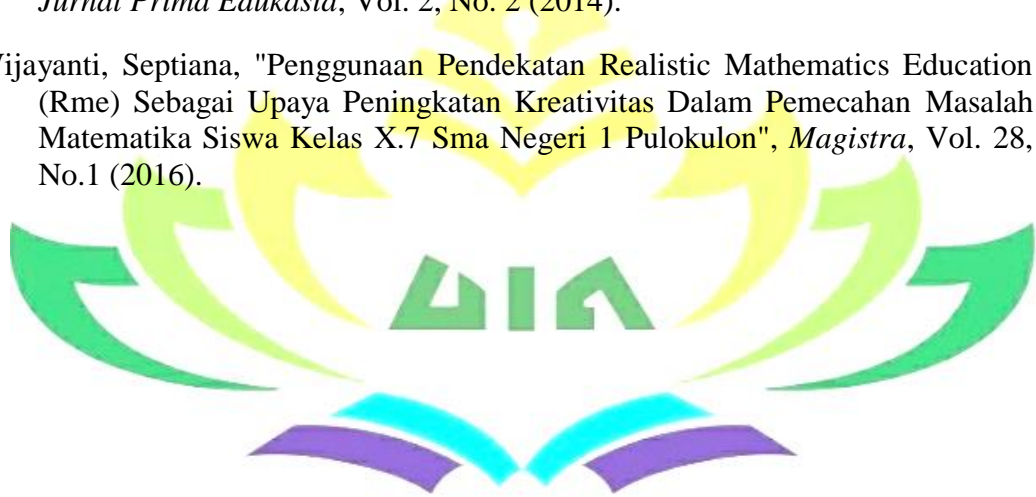 Jurnal Prima Edukasia, Vol. 2, No. 2 (2014).
Vijayanti, Septiana, "Penggunaan Pendekatan Realistic Mathematics Education
(Rme) Sebagai Upaya Peningkatan Kreativitas Dalam Pemecahan Masalah
Matematika Siswa Kelas X.7 Sma Negeri 1 Pulokulon", Magistra, Vol. 28,
No.1 (2016).
UIN